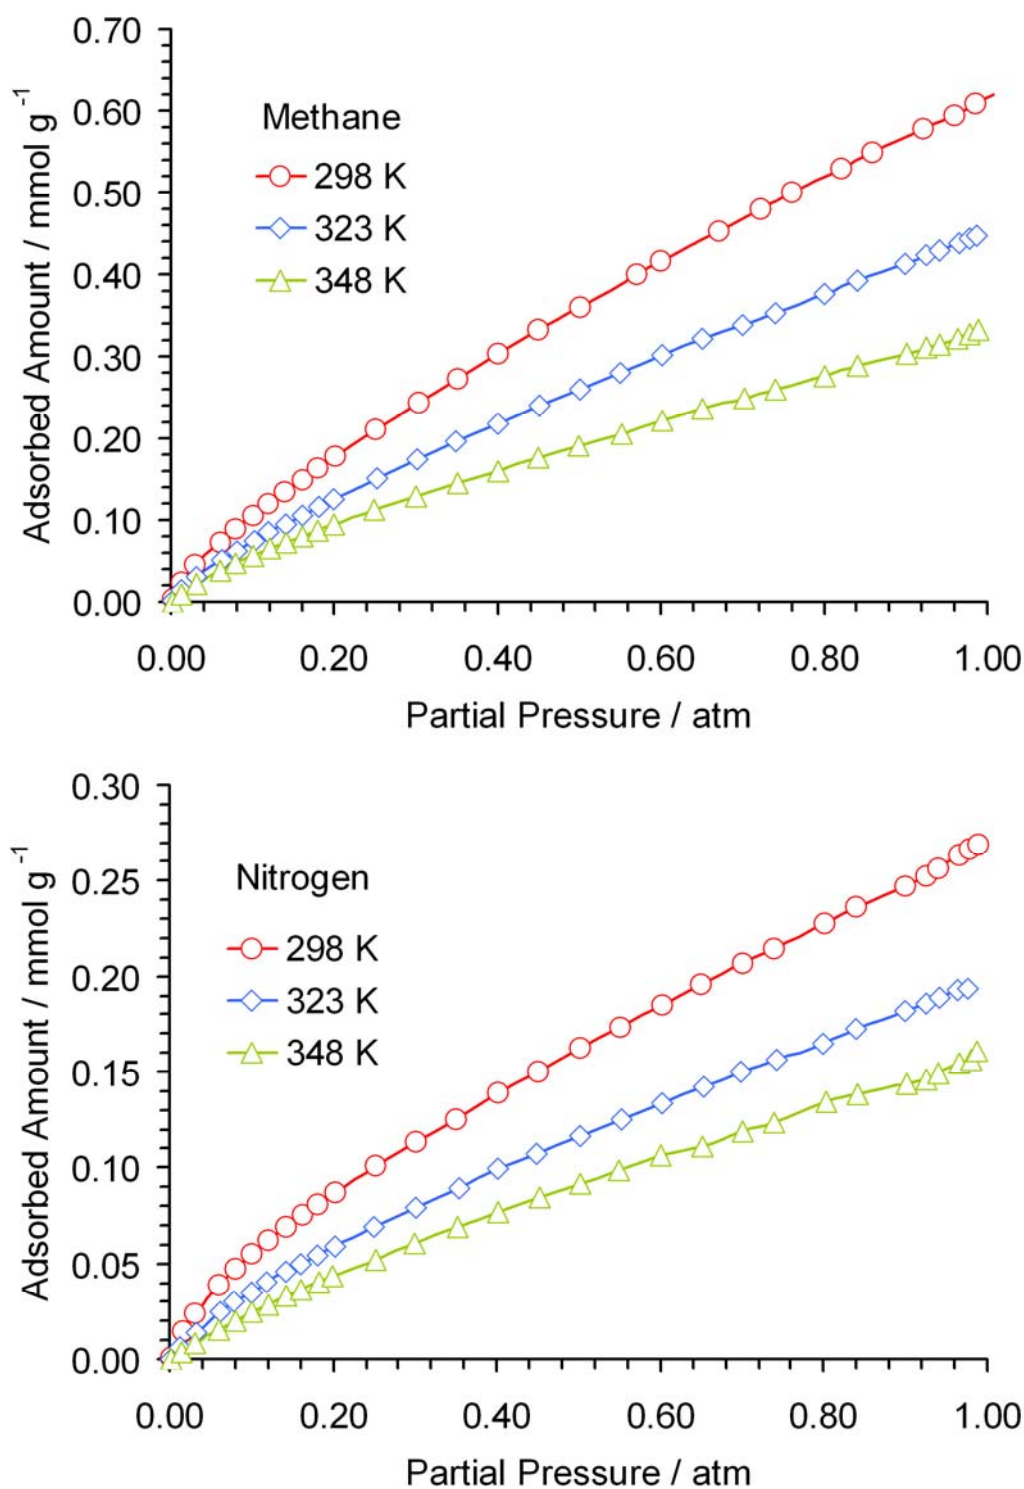 0.70
0.60
0.50
0.40
0.30
0.20
0.10
0.00
Adsorbed Amount / mmol g⁻¹
Methane
298 K
323 K
348 K
0.00 0.20 0.40 0.60 0.80 1.00
Partial Pressure / atm
0.30
0.25
0.20
0.15
0.10
0.05
0.00
Adsorbed Amount / mmol g⁻¹
Nitrogen
298 K
323 K
348 K
0.00 0.20 0.40 0.60 0.80 1.00
Partial Pressure / atm